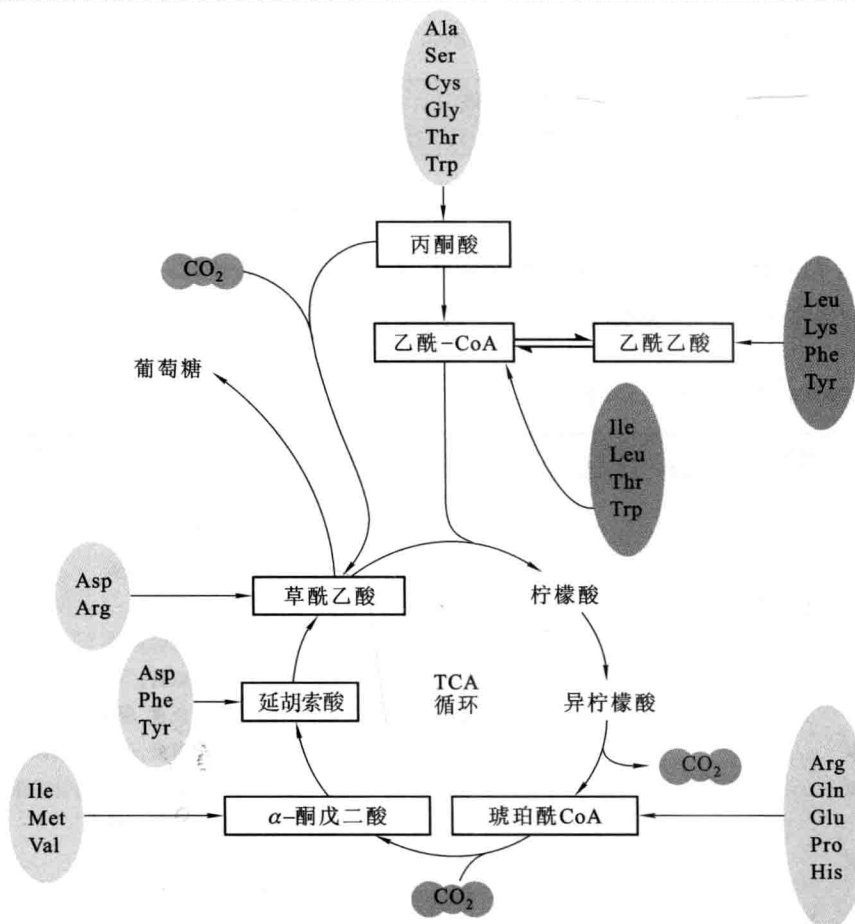 Ala
Ser
Cys
Gly
Thr
Trp
丙酮酸
CO₂
乙酰-CoA
乙酰乙酸
Leu
Lys
Phe
Tyr
葡萄糖
Ile
Leu
Thr
Trp
Asp
Arg
草酰乙酸
柠檬酸
Asp
Phe
Tyr
延胡索酸
TCA
循环
异柠檬酸
CO₂
Ile
Met
Val
α-酮戊二酸
琥珀酰CoA
Arg
Gln
Glu
Pro
His
CO₂